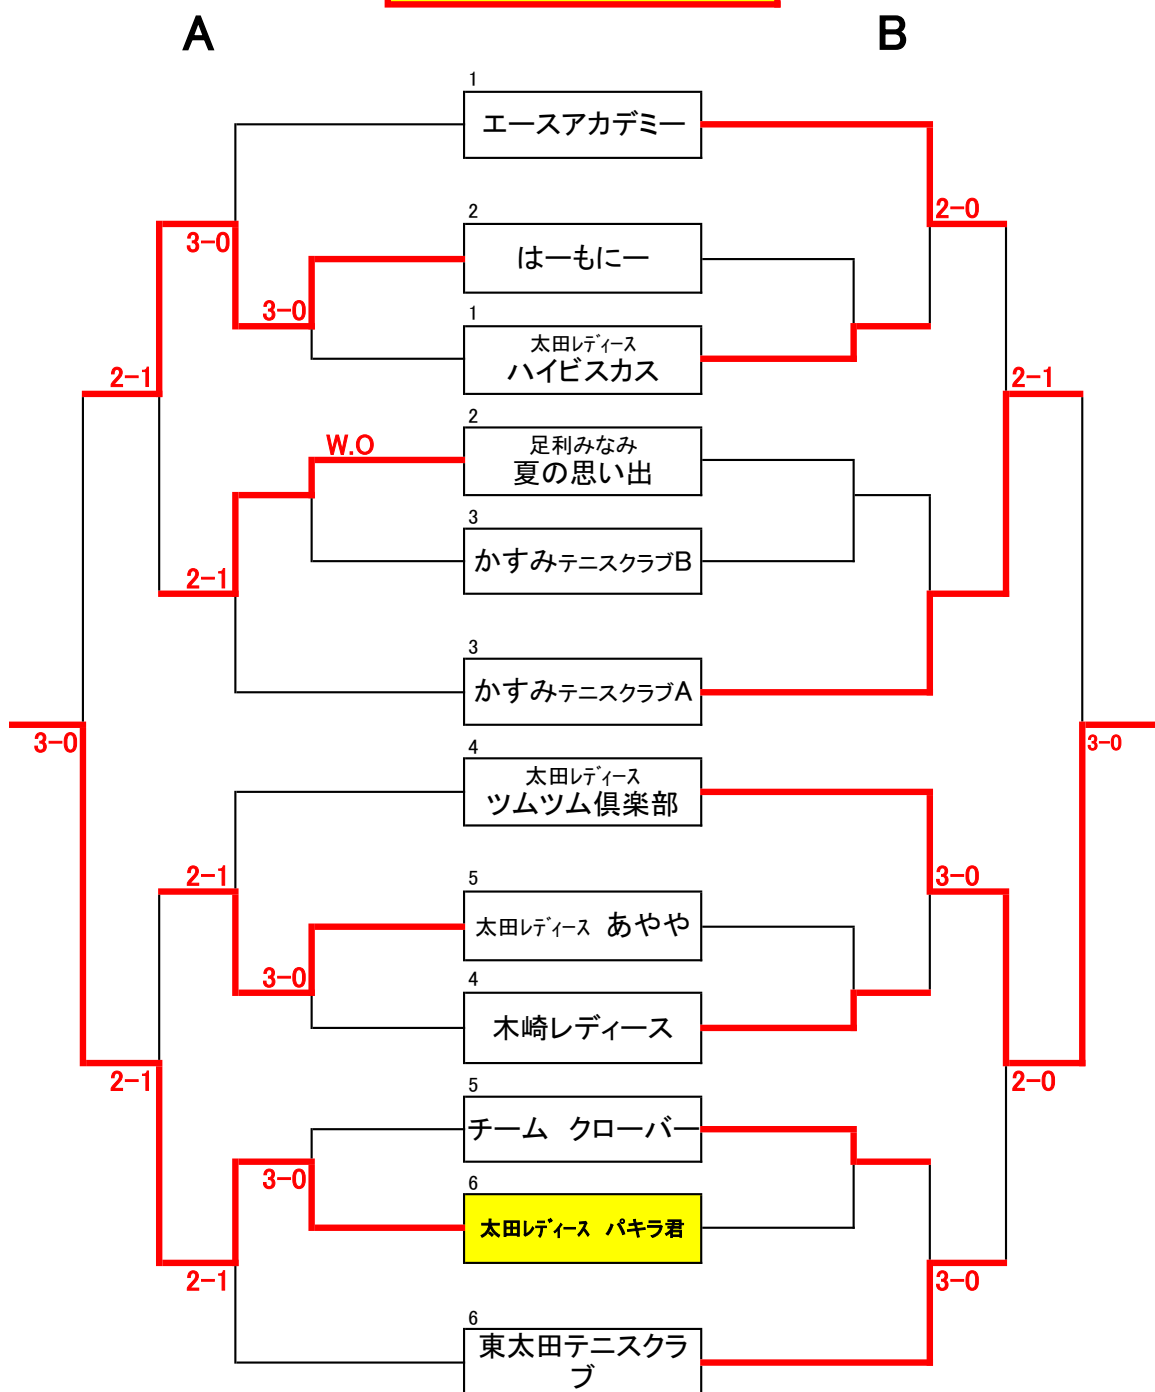 A
B
1
エースアカデミー
2-0
2
はーもにー
3-0
3-0
1
太田レディース
ハイビスカス
2-1
2-1
2
足利みなみ
夏の思い出
W.O
3
かすみテニスクラブB
2-1
3
かすみテニスクラブA
3-0
3-0
4
太田レディース
ツムツム倶楽部
2-1
3-0
5
太田レディース あやや
3-0
4
木崎レディース
2-1
2-0
5
チーム クローバー
3-0
6
太田レディース パキラ君
2-1
3-0
6
東太田テニスクラ
ブ